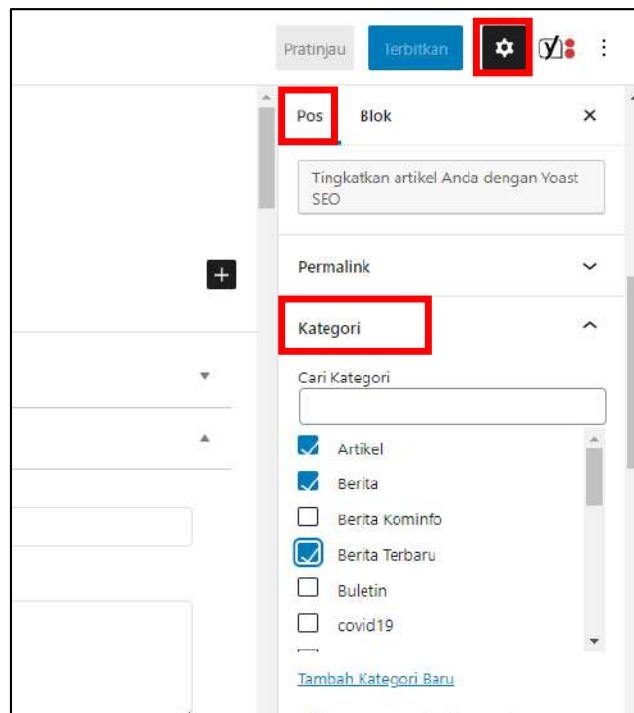 Pratinjau
Terbitkan
Pos
Blok
Tingkatkan artikel Anda dengan Yoast
SEO
Permalink
Kategori
Cari Kategori
Artikel
Berita
Berita Kominfo
Berita Terbaru
Buletin
covid19
Tambah Kategori Baru